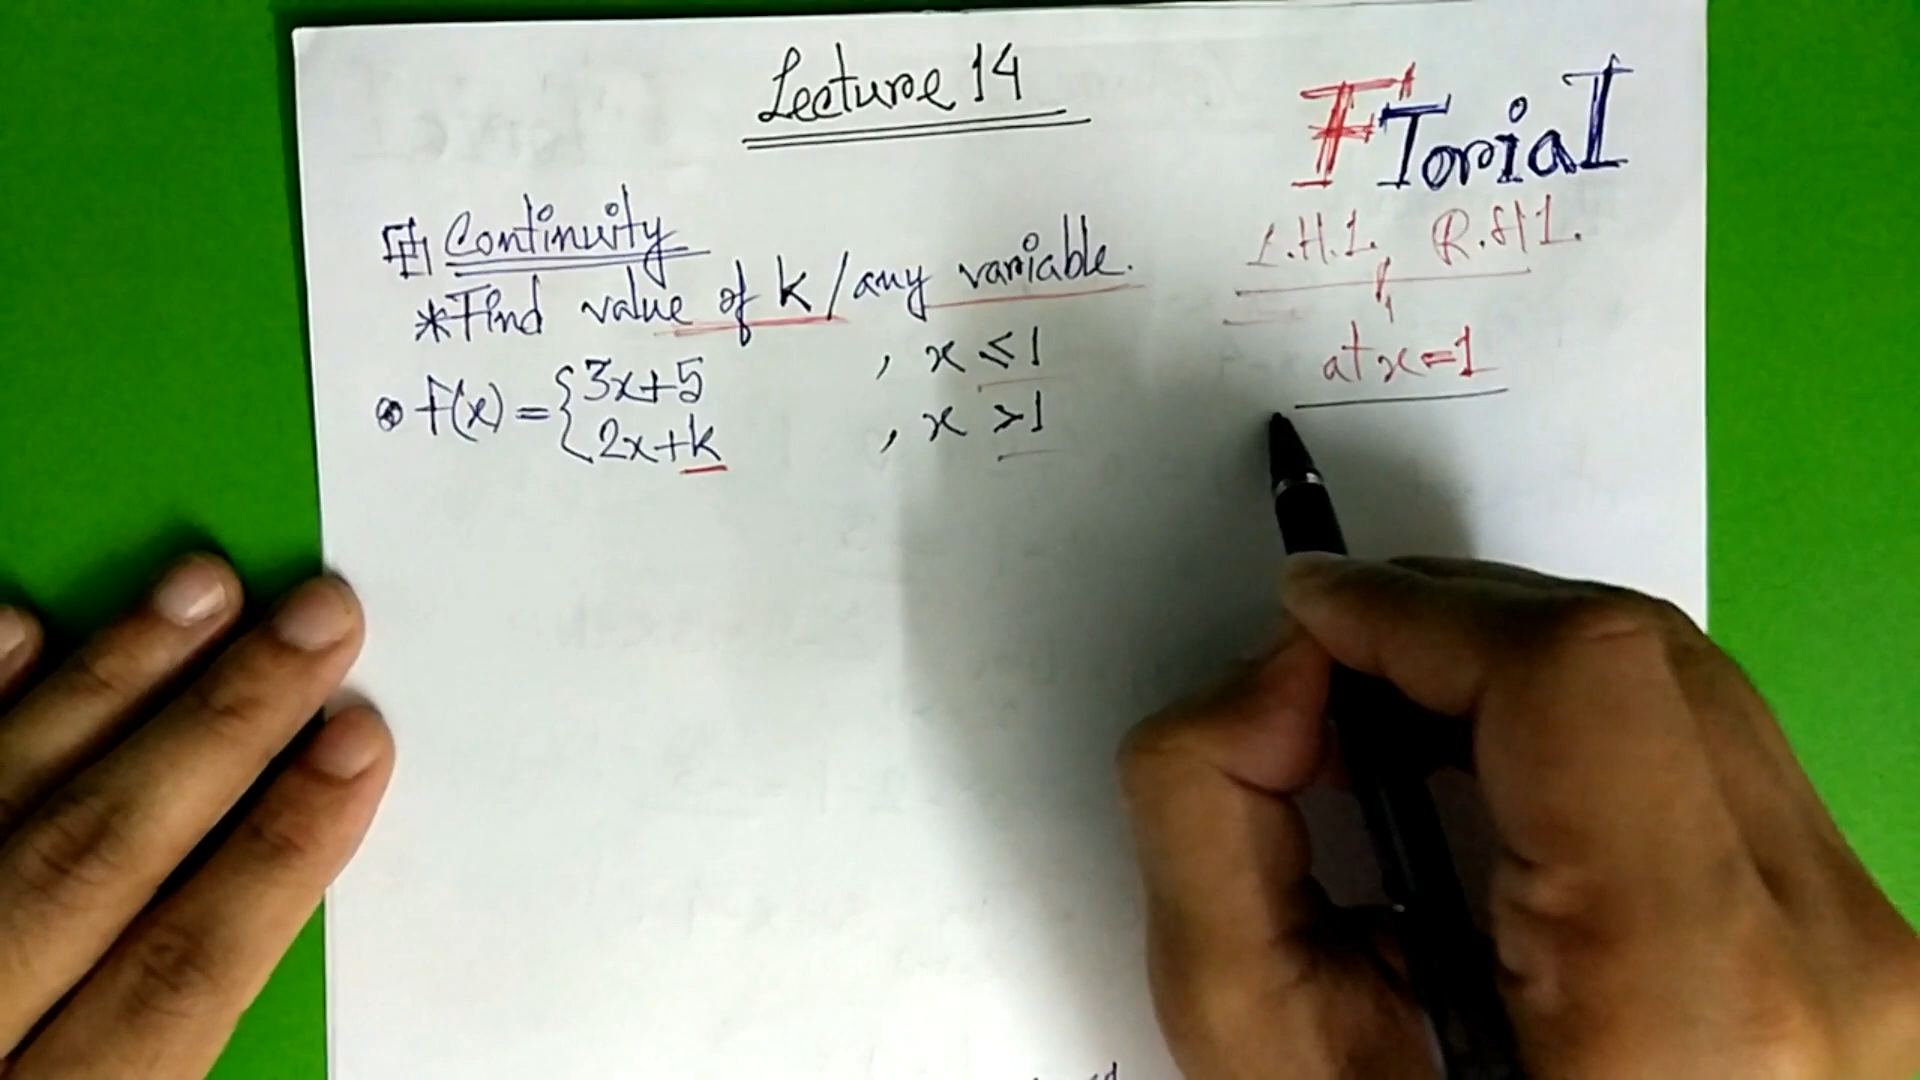 Lecture 14
FTorial
Continuity
*Find value of k / any variable.
L.H.L, R.H.L.
f(x) = { 3x+5 , x ≤ 1
2x+k , x > 1
at x=1